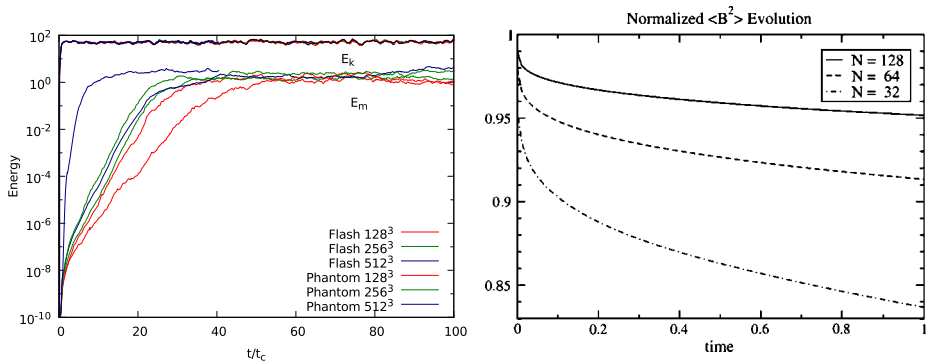 10^2
10^0
10^-2
10^-4
10^-6
10^-8
10^-10
Energy
E_k
E_m
Flash 128^3
Flash 256^3
Flash 512^3
Phantom 128^3
Phantom 256^3
Phantom 512^3
0 20 40 60 80 100
t/t_c
Normalized <B^2> Evolution
1
0.95
0.9
0.85
N = 128
N = 64
N = 32
0 0.2 0.4 0.6 0.8 1
time